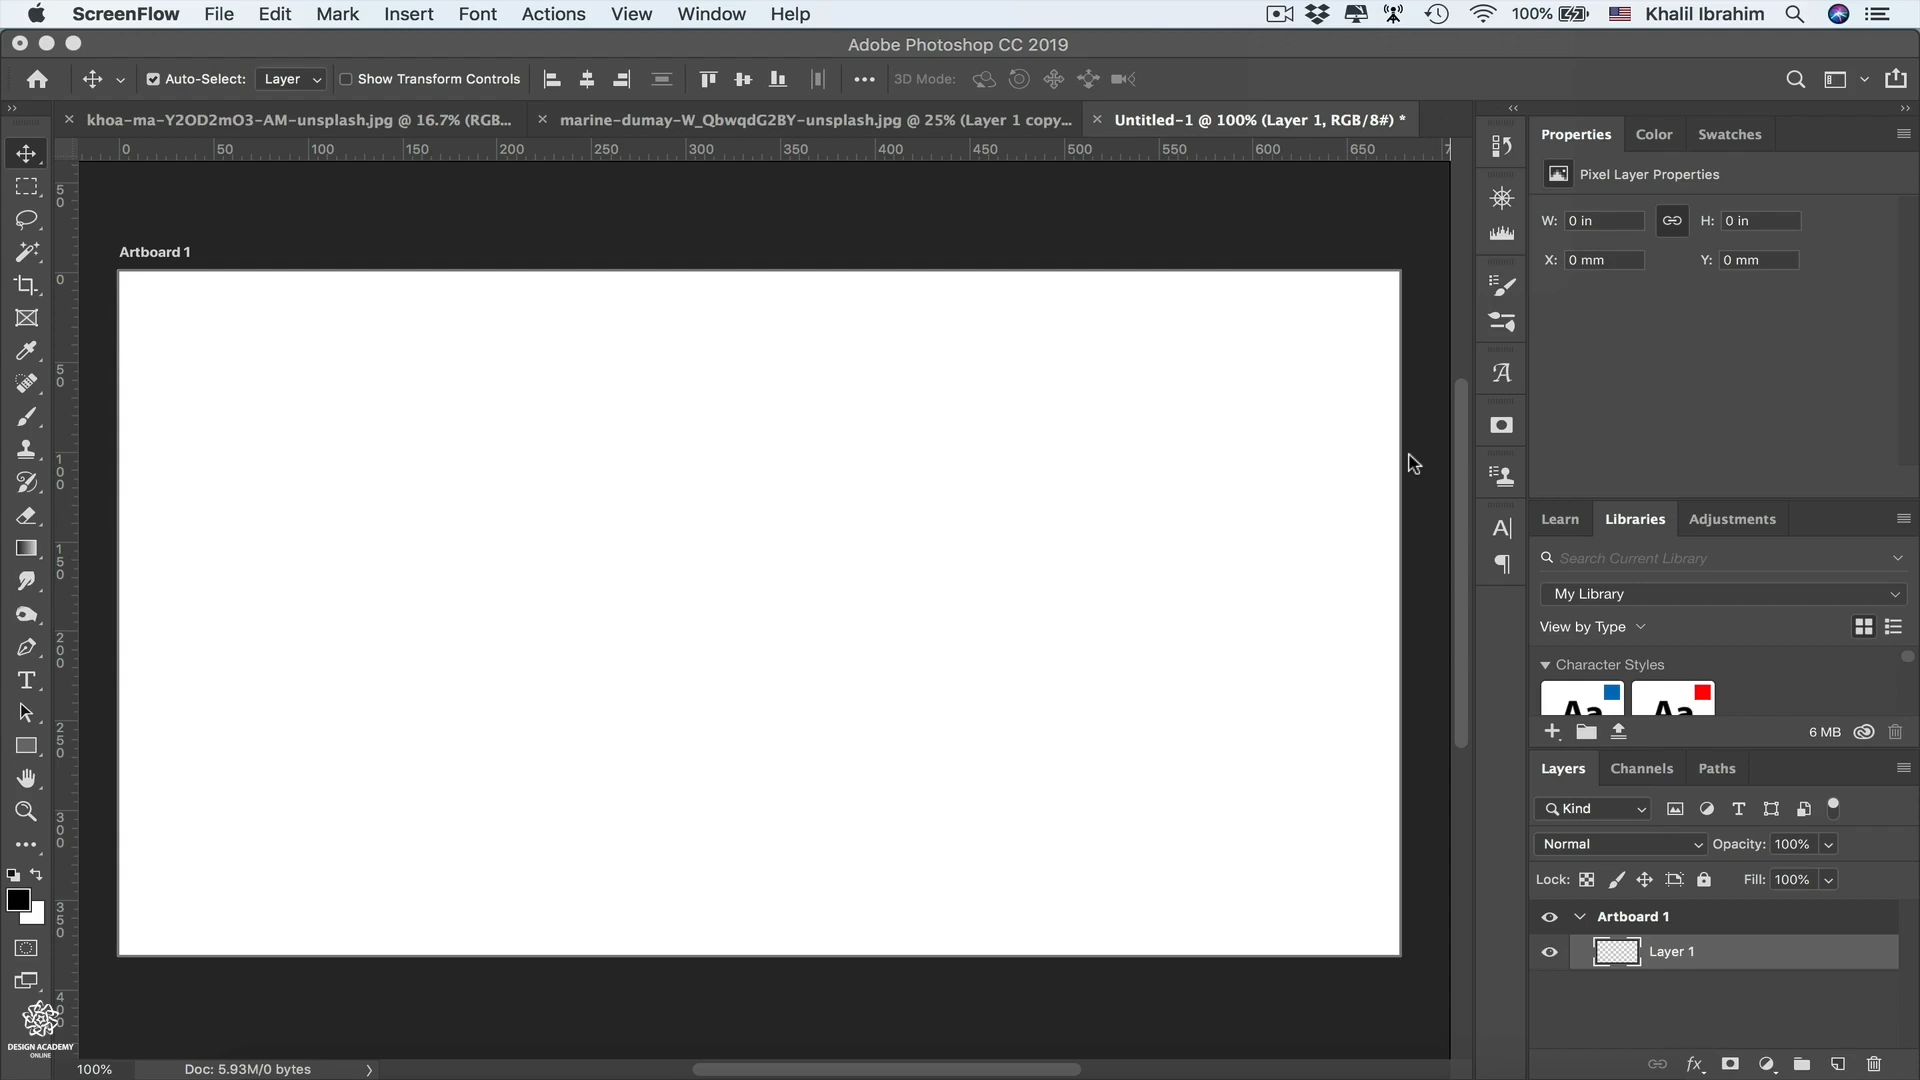 ScreenFlow File Edit Mark Insert Font Actions View Window Help 100% Khalil Ibrahim
Adobe Photoshop CC 2019
Auto-Select: Layer Show Transform Controls 3D Mode:
khoa-ma-Y2OD2mO3-AM-unsplash.jpg @ 16.7% (RGB... marine-dumay-W_QbwqdG2BY-unsplash.jpg @ 25% (Layer 1 copy... Untitled-1 @ 100% (Layer 1, RGB/8#) *
0 50 100 150 200 250 300 350 400 450 500 550 600 650 7
50
0
50
100
150
200
250
300
350
400
Artboard 1
Properties Color Swatches
Pixel Layer Properties
W: 0 in H: 0 in
X: 0 mm Y: 0 mm
Learn Libraries Adjustments
Search Current Library
My Library
View by Type
Character Styles
Aa Aa
6 MB
Layers Channels Paths
Kind
Normal Opacity: 100%
Lock: Fill: 100%
Artboard 1
Layer 1
fx
DESIGN ACADEMY
ONLINE
100% Doc: 5.93M/0 bytes